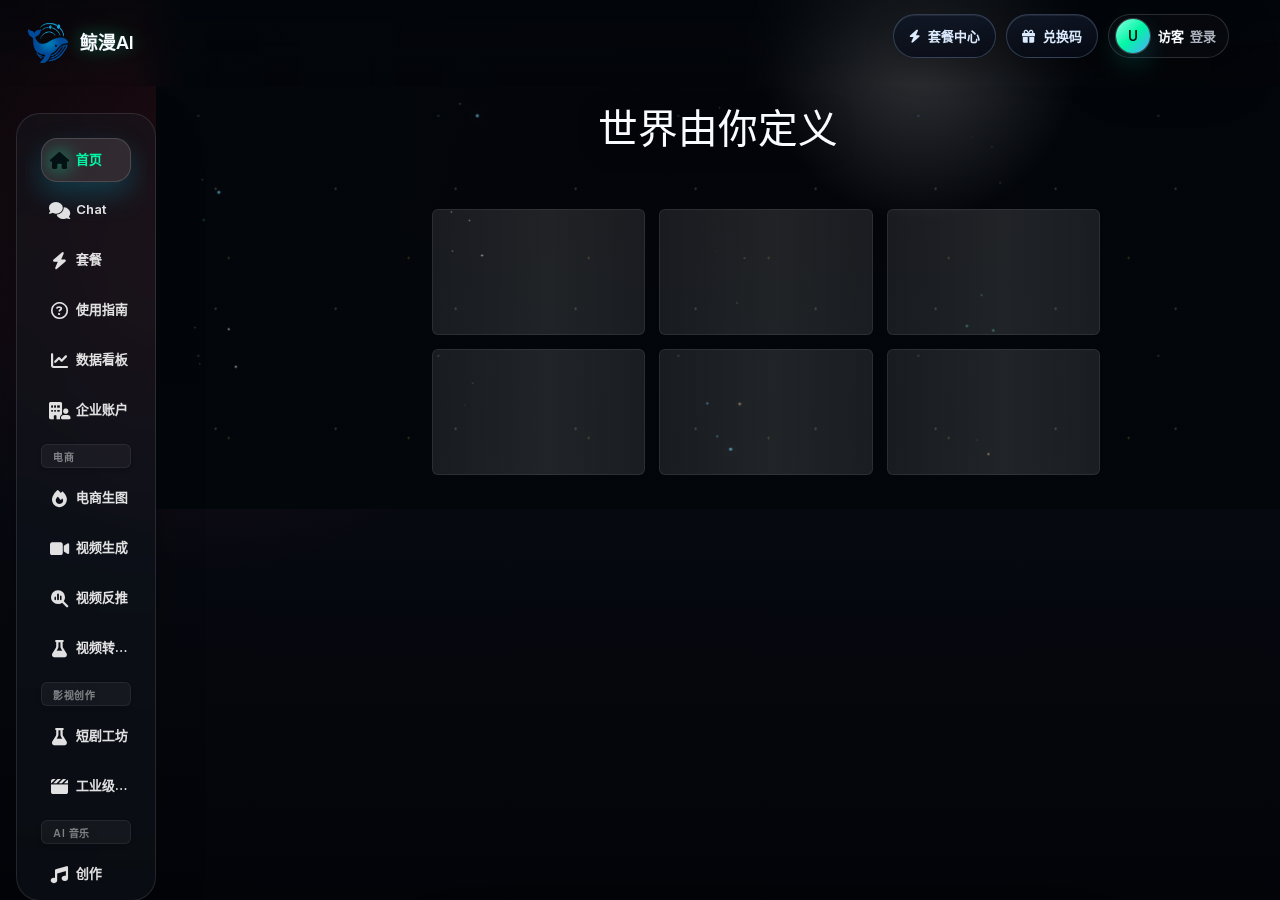 鲸漫AI
套餐中心
兑换码
U
访客 登录
世界由你定义
首页
Chat
套餐
使用指南
数据看板
企业账户
电商
电商生图
视频生成
视频反推
视频转...
影视创作
短剧工坊
工业级...
AI 音乐
创作